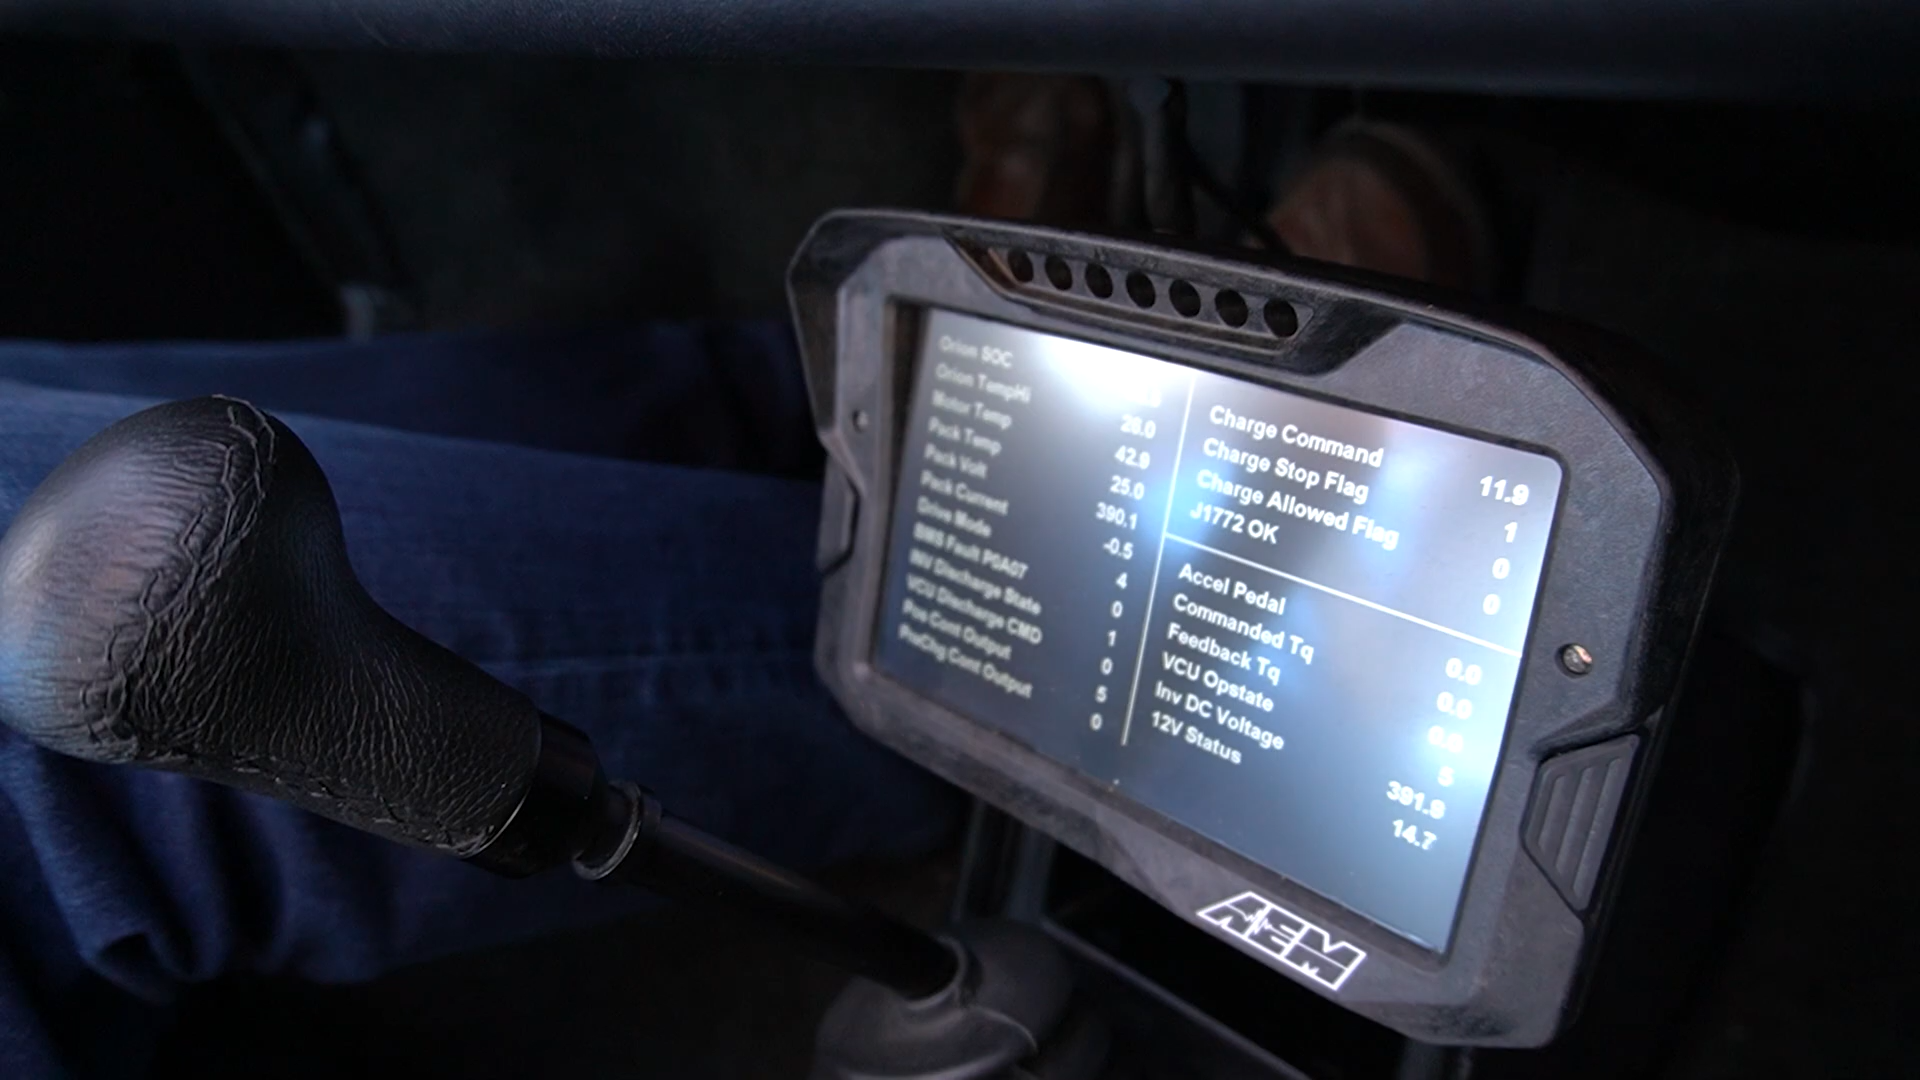 Orion SOC
Orion TempHi 28.0
Motor Temp 42.9
Pack Temp 25.0
Pack Volt 390.1
Pack Current -0.5
Drive Mode 4
BMS Fault P0A07 0
INV Discharge State 1
VCU Discharge CMD 0
Pos Cont Output 5
PreChg Cont Output 0
Charge Command 11.9
Charge Stop Flag 1
Charge Allowed Flag 0
J1772 OK 0
Accel Pedal 0.0
Commanded Tq 0.0
Feedback Tq 0.0
VCU Opstate 5
Inv DC Voltage 391.9
12V Status 14.7
AEM